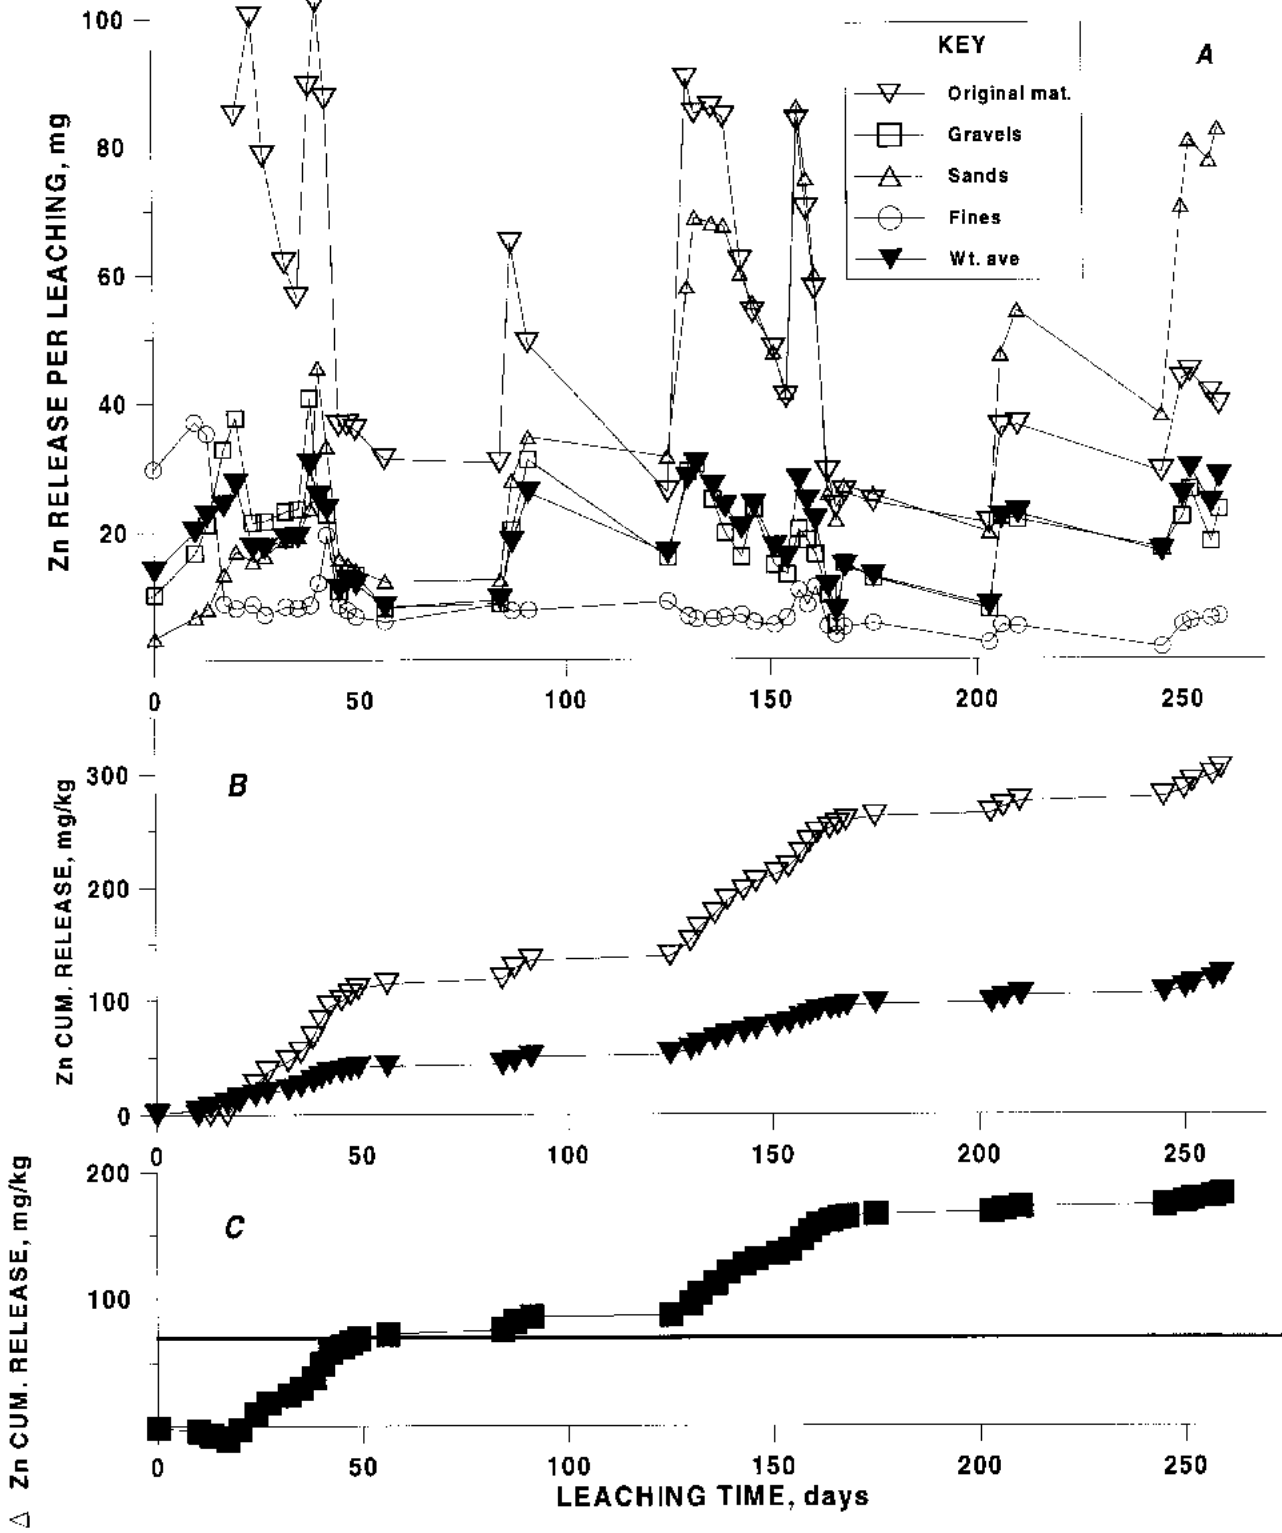 Zn RELEASE PER LEACHING, mg
100
80
60
40
20
KEY
Original mat.
Gravels
Sands
Fines
Wt. ave
A
0 50 100 150 200 250
Zn CUM. RELEASE, mg/kg
300
200
100
0
B
0 50 100 150 200 250
△ Zn CUM. RELEASE, mg/kg
200
100
C
0 50 100 150 200 250
LEACHING TIME, days